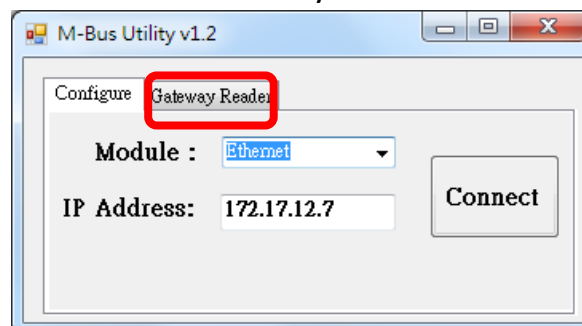 M-Bus Utility v1.2
Configure Gateway Reader
Module :
Ethernet
IP Address:
172.17.12.7
Connect